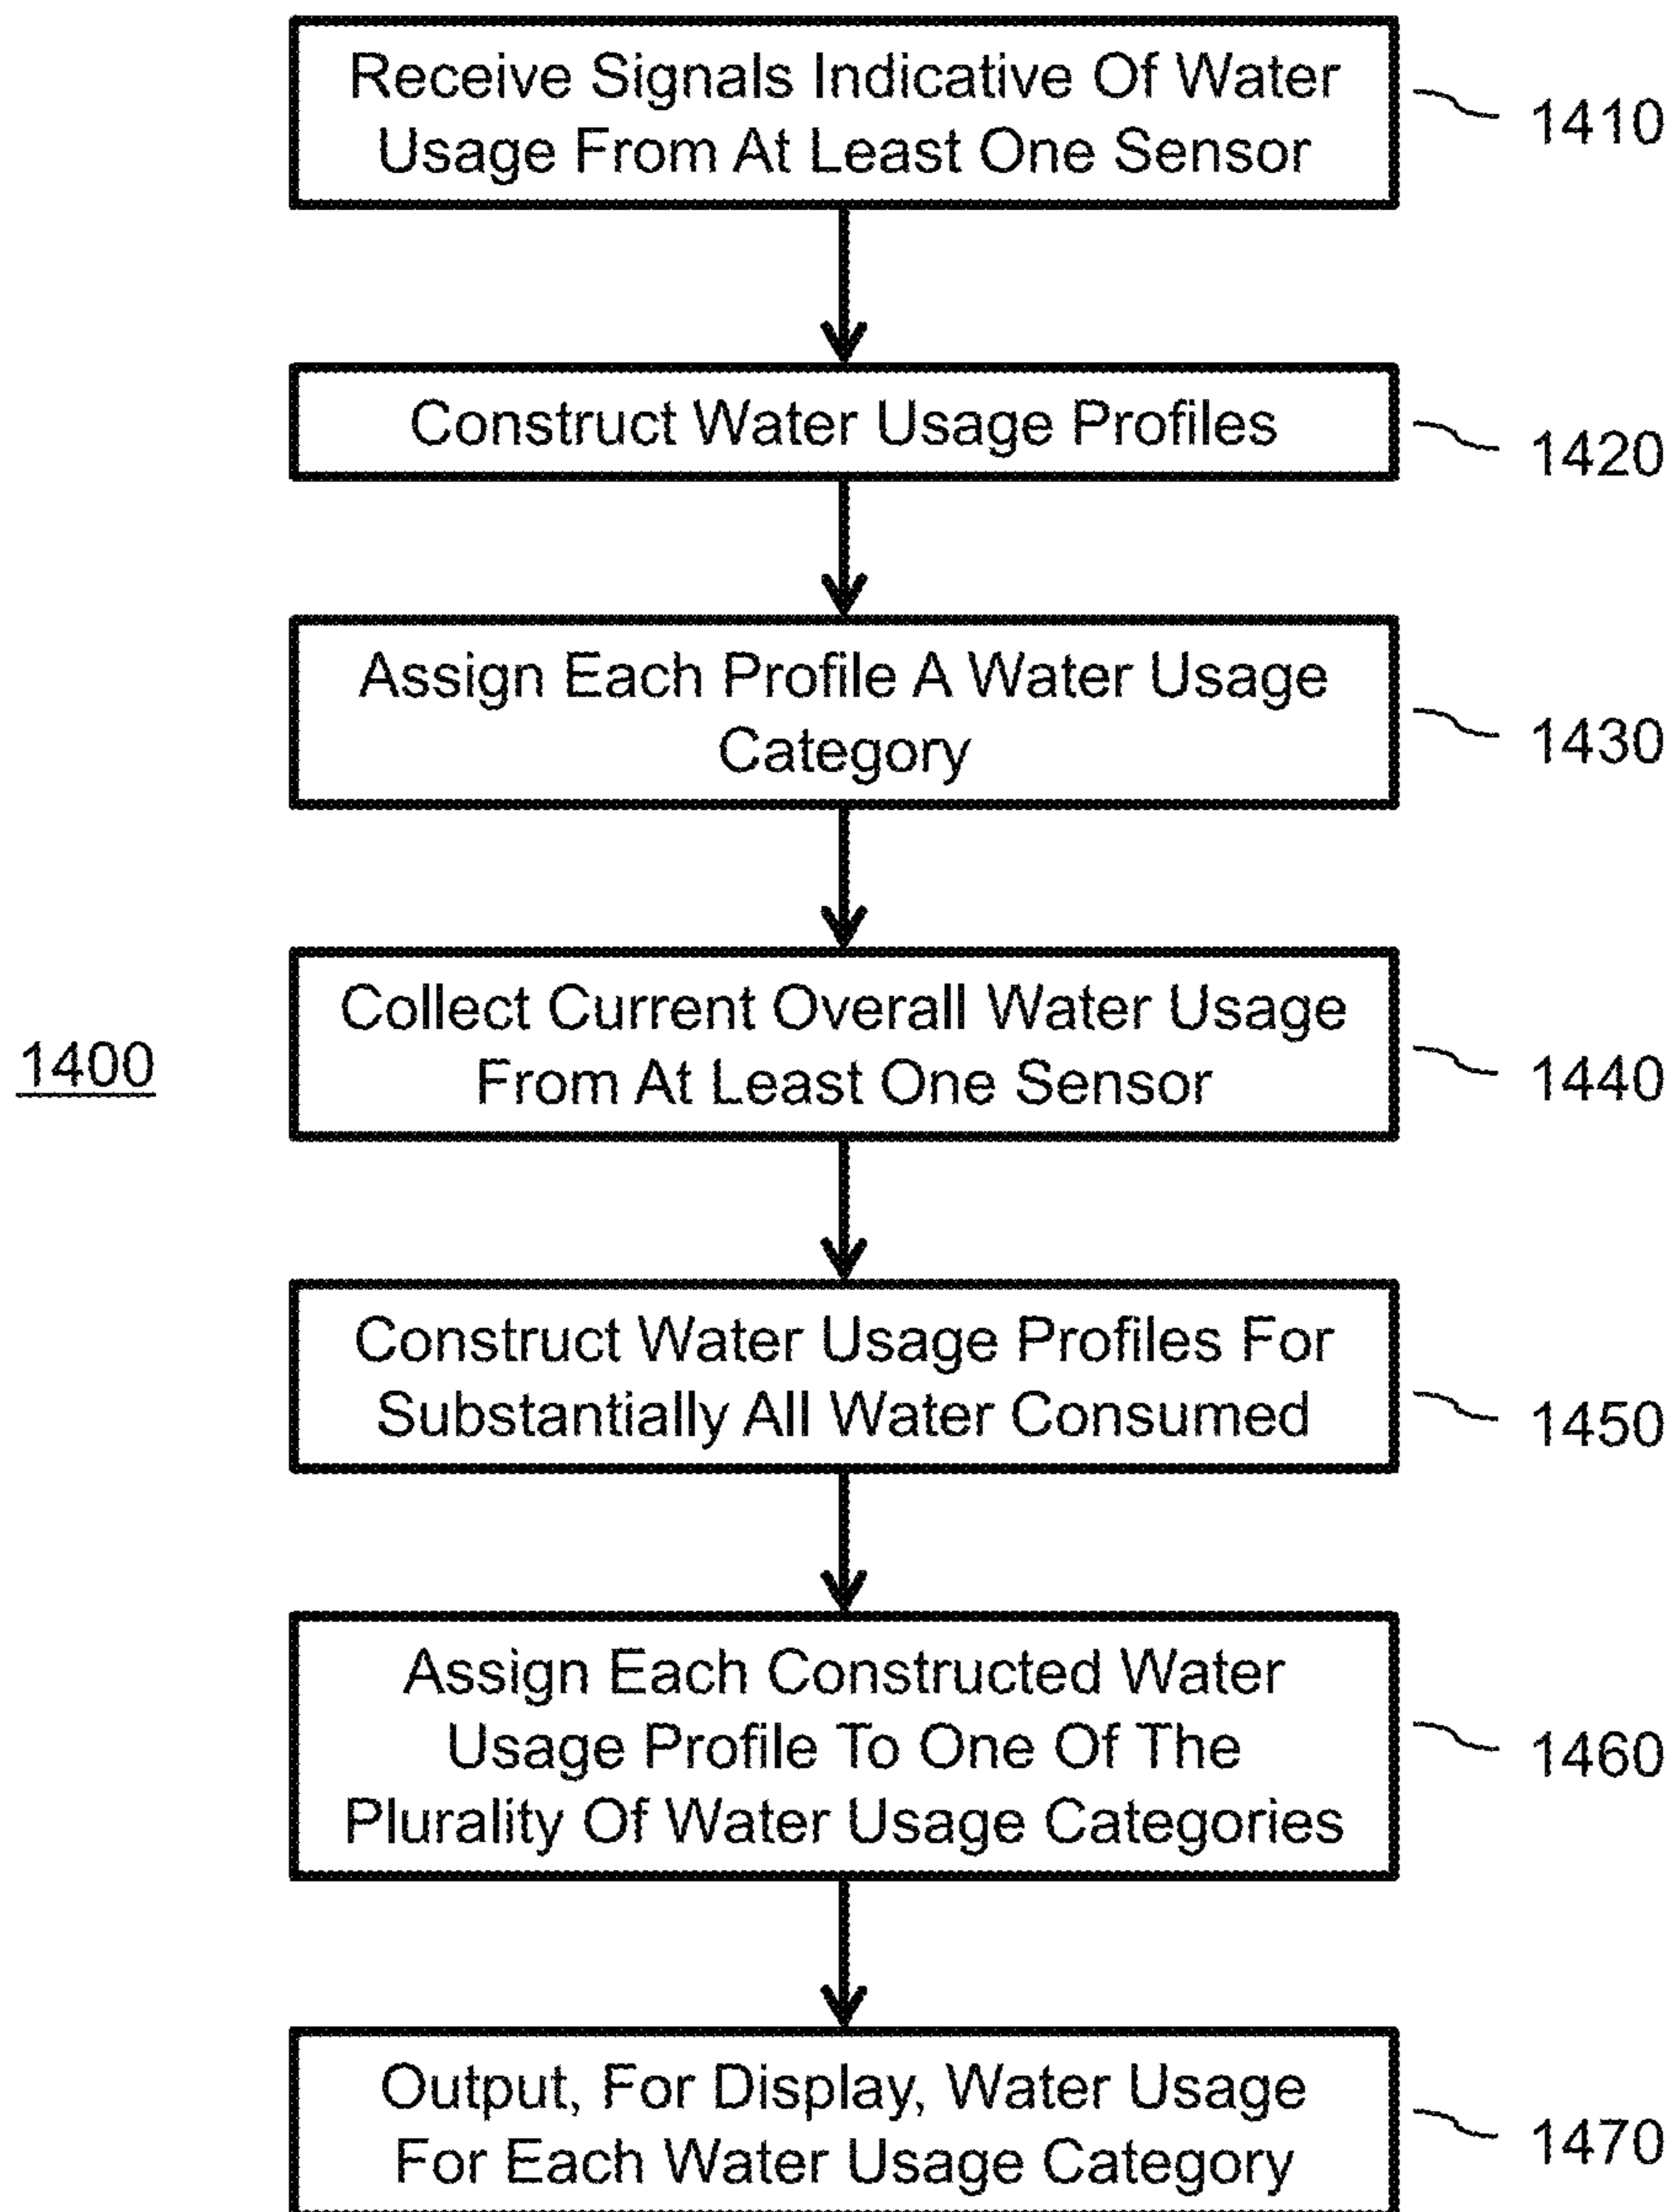 Receive Signals Indicative Of Water
Usage From At Least One Sensor
1410
Construct Water Usage Profiles
1420
Assign Each Profile A Water Usage
Category
1430
1400
Collect Current Overall Water Usage
From At Least One Sensor
1440
Construct Water Usage Profiles For
Substantially All Water Consumed
1450
Assign Each Constructed Water
Usage Profile To One Of The
Plurality Of Water Usage Categories
1460
Output, For Display, Water Usage
For Each Water Usage Category
1470